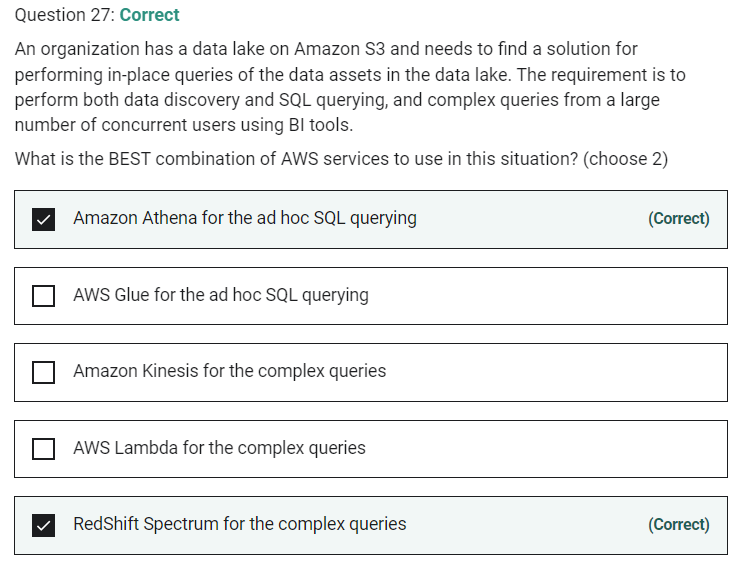 Question 27: Correct
An organization has a data lake on Amazon S3 and needs to find a solution for
performing in-place queries of the data assets in the data lake. The requirement is to
perform both data discovery and SQL querying, and complex queries from a large
number of concurrent users using BI tools.
What is the BEST combination of AWS services to use in this situation? (choose 2)
Amazon Athena for the ad hoc SQL querying (Correct)
AWS Glue for the ad hoc SQL querying
Amazon Kinesis for the complex queries
AWS Lambda for the complex queries
RedShift Spectrum for the complex queries (Correct)